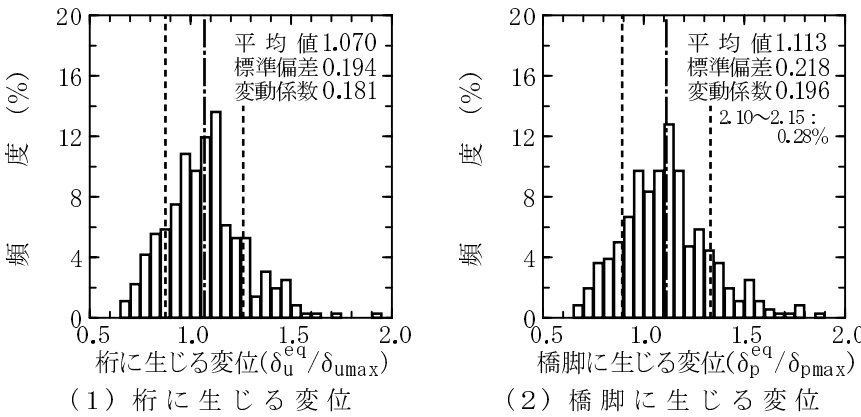 20
16
12
8
4
0
頻 度 (%)
平 均 値1.070
標準偏差0.194
変動係数0.181
0.5 1.0 1.5 2.0
桁に生じる変位(δu^eq/δumax)
(1) 桁 に 生 じ る 変 位
20
16
12
8
4
0
頻 度 (%)
平 均 値1.113
標準偏差0.218
変動係数0.196
2.10〜2.15 :
0.28%
0.5 1.0 1.5 2.0
橋脚に生じる変位(δp^eq/δpmax)
(2) 橋 脚 に 生 じ る 変 位